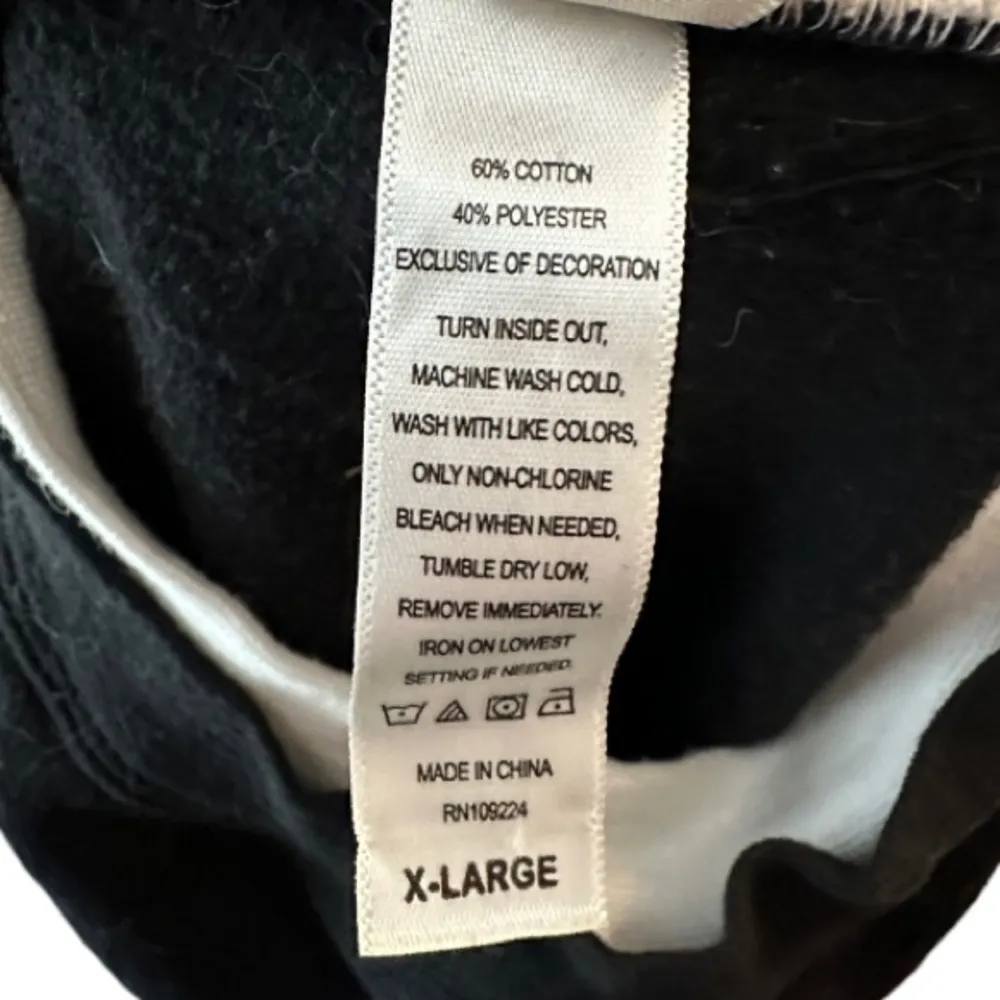 60% COTTON
40% POLYESTER
EXCLUSIVE OF DECORATION
TURN INSIDE OUT,
MACHINE WASH COLD,
WASH WITH LIKE COLORS,
ONLY NON-CHLORINE
BLEACH WHEN NEEDED,
TUMBLE DRY LOW,
REMOVE IMMEDIATELY.
IRON ON LOWEST
SETTING IF NEEDED.
MADE IN CHINA
RN109224
X-LARGE